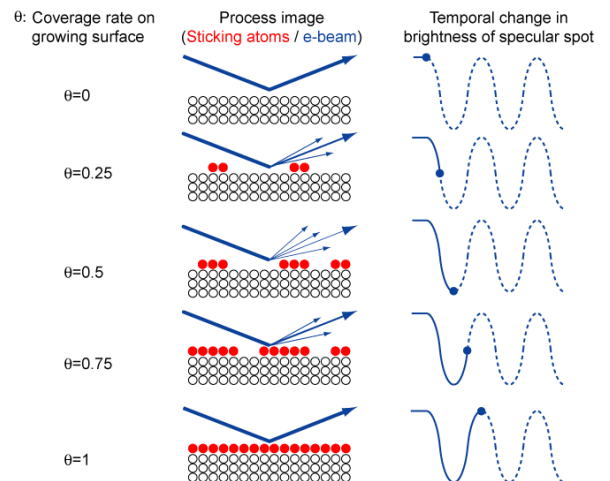 θ: Coverage rate on
growing surface
Process image
(Sticking atoms / e-beam)
Temporal change in
brightness of specular spot
θ=0
θ=0.25
θ=0.5
θ=0.75
θ=1